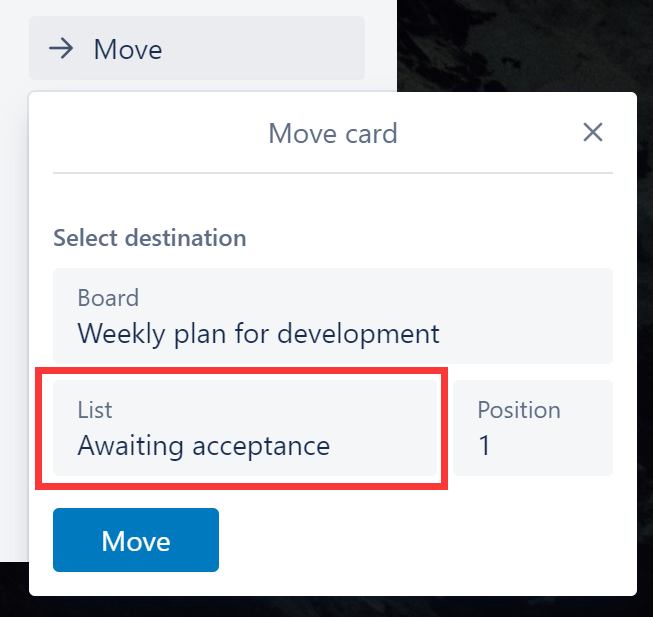 Move
Move card
Select destination
Board
Weekly plan for development
List
Awaiting acceptance
Position
1
Move